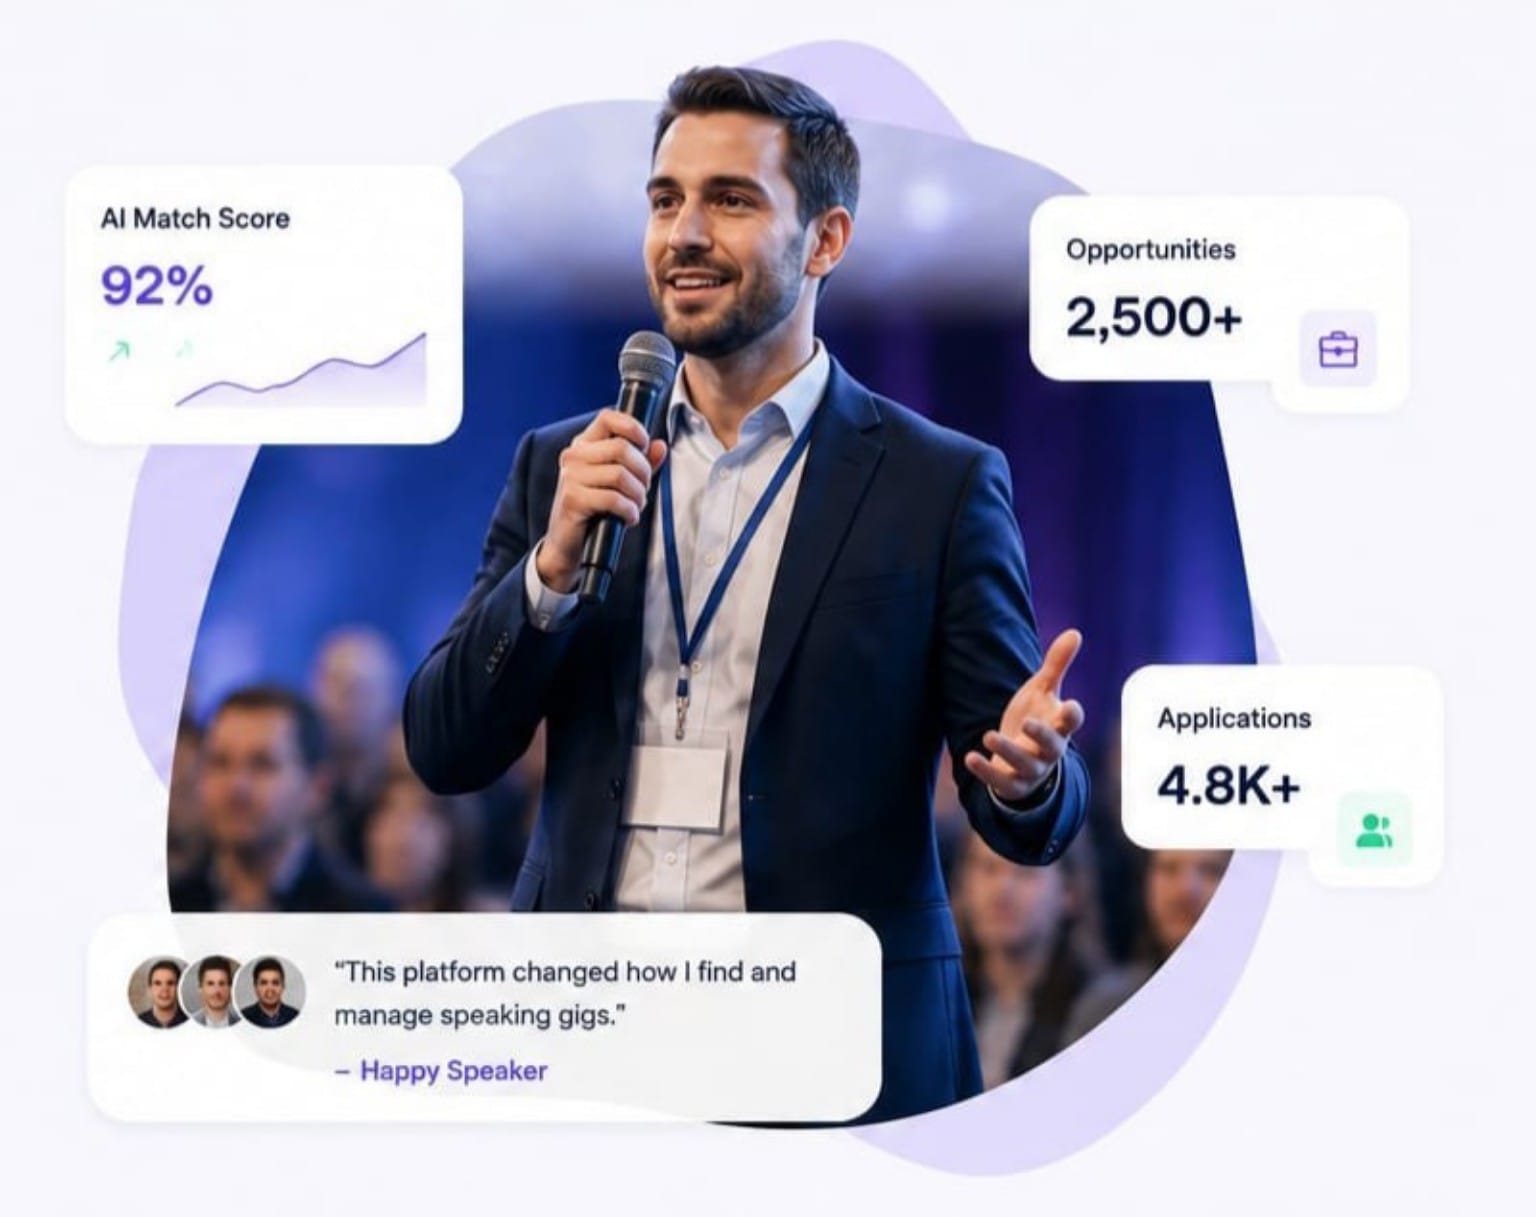 AI Match Score
92%
Opportunities
2,500+
Applications
4.8K+
“This platform changed how I find and
manage speaking gigs.”
– Happy Speaker